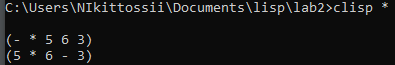 C:\Users\NIkittossii\Documents\lisp\lab2>clisp *
(- * 5 6 3)
(5 * 6 - 3)